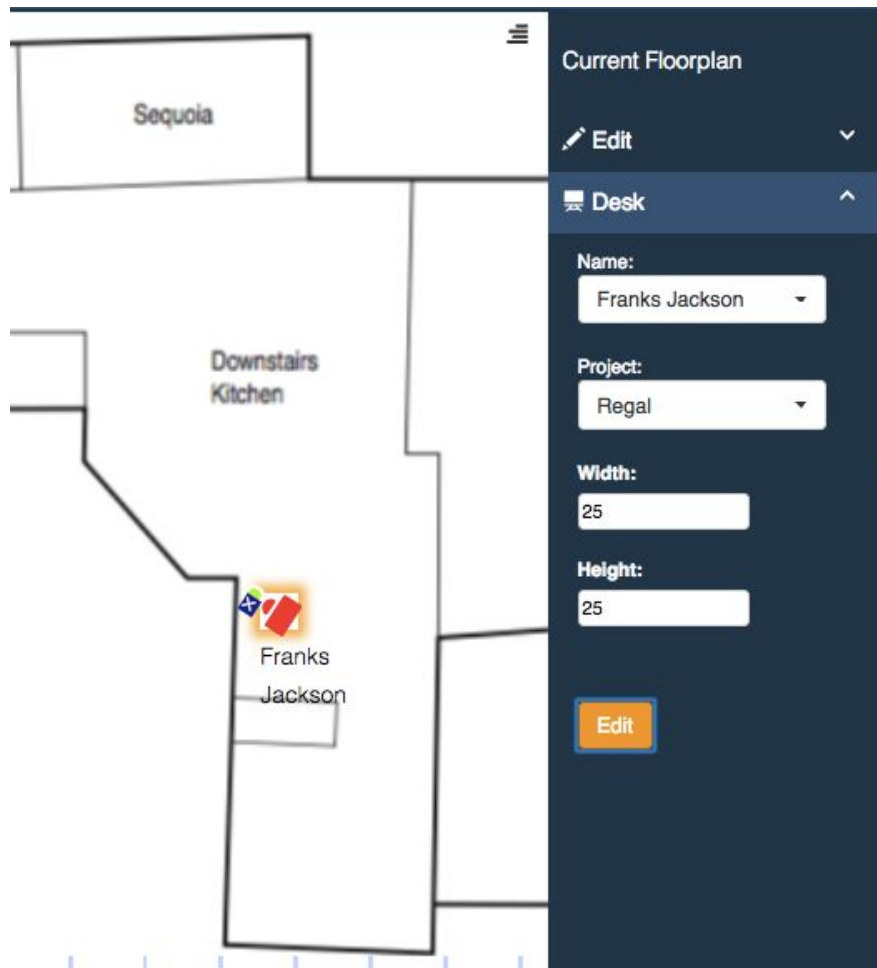 Sequoia
Downstairs
Kitchen
X
Franks
Jackson
Current Floorplan
Edit
Desk
Name:
Franks Jackson
Project:
Regal
Width:
25
Height:
25
Edit